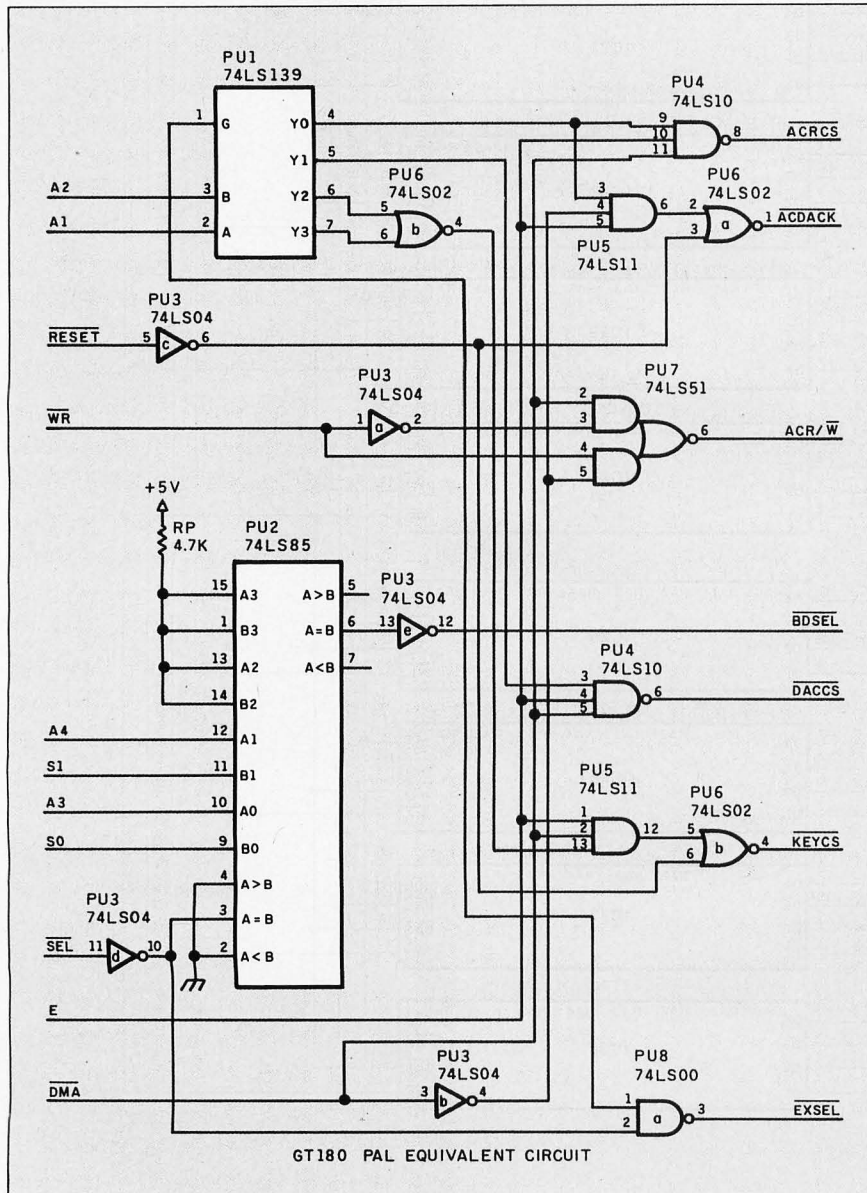 PU1
74LS139
1 G Y0 4
Y1 5
A2 3 B Y2 6
A1 2 A Y3 7
PU6
74LS02
5
6 b 4
PU4
74LS10
9
10
11 8 ACRCS
3
4
5 6
PU5
74LS11
PU6
74LS02
2
3 a 1 ACDACK
PU3
74LS04
RESET 5 c 6
PU3
74LS04
WR 1 a 2
PU7
74LS51
2
3
4
5 6 ACR/W
+5V
RP
4.7K
PU2
74LS85
15 A3 A>B 5
1 B3 A=B 6
13 A2 A<B 7
14 B2
A4 12 A1
S1 11 B1
A3 10 A0
S0 9 B0
4 A>B
3 A=B
2 A<B
PU3
74LS04
13 e 12 BDSEL
PU4
74LS10
3
4
5 6 DACCS
PU5
74LS11
1
2
13 12
PU6
74LS02
5
6 b 4 KEYCS
PU3
74LS04
SEL 11 d 10
E
PU3
74LS04
DMA 3 b 4
PU8
74LS00
1
2 a 3 EXSEL
GT180 PAL EQUIVALENT CIRCUIT